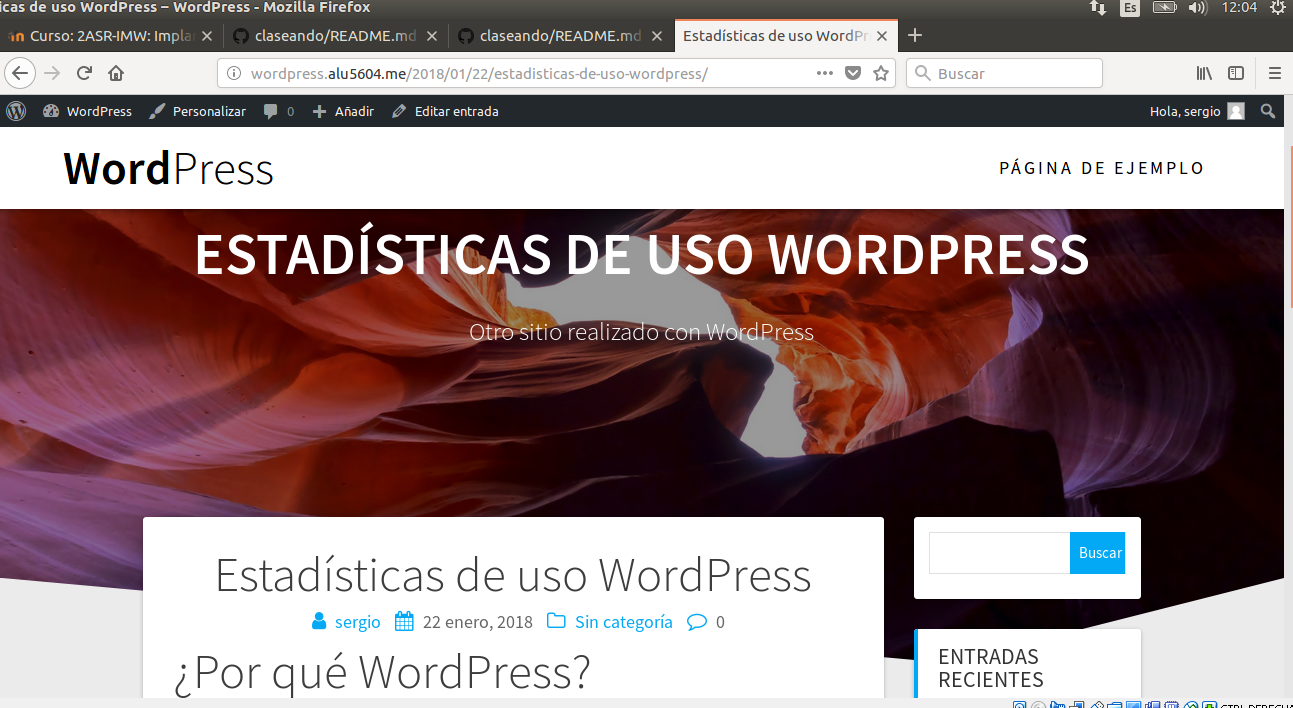 icas de uso WordPress – WordPress - Mozilla Firefox
Es 12:04
Curso: 2ASR-IMW: Impla
claseando/README.md
claseando/README.md
Estadísticas de uso WordPr
wordpress.alu5604.me/2018/01/22/estadisticas-de-uso-wordpress/
Buscar
WordPress Personalizar 0 Añadir Editar entrada Hola, sergio
WordPress
PÁGINA DE EJEMPLO
ESTADÍSTICAS DE USO WORDPRESS
Otro sitio realizado con WordPress
Estadísticas de uso WordPress
sergio 22 enero, 2018 Sin categoría 0
¿Por qué WordPress?
Buscar
ENTRADAS
RECIENTES
CTRL DERECHA